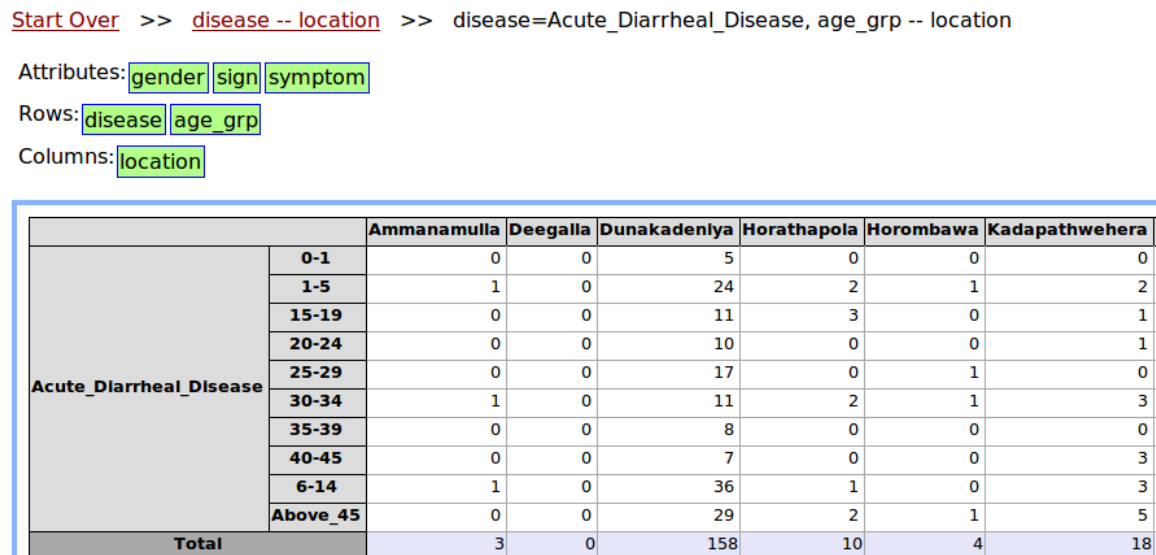 Start Over >> disease -- location >> disease=Acute_Diarrheal_Disease, age_grp -- location
Attributes: gender sign symptom
Rows: disease age_grp
Columns: location
Ammanamulla Deegalla Dunakadeniya Horathapola Horombawa Kadapathwehera
0-1 0 0 5 0 0 0
1-5 1 0 24 2 1 2
15-19 0 0 11 3 0 1
20-24 0 0 10 0 0 1
25-29 0 0 17 0 1 0
Acute_Diarrheal_Disease
30-34 1 0 11 2 1 3
35-39 0 0 8 0 0 0
40-45 0 0 7 0 0 3
6-14 1 0 36 1 0 3
Above_45 0 0 29 2 1 5
Total 3 0 158 10 4 18